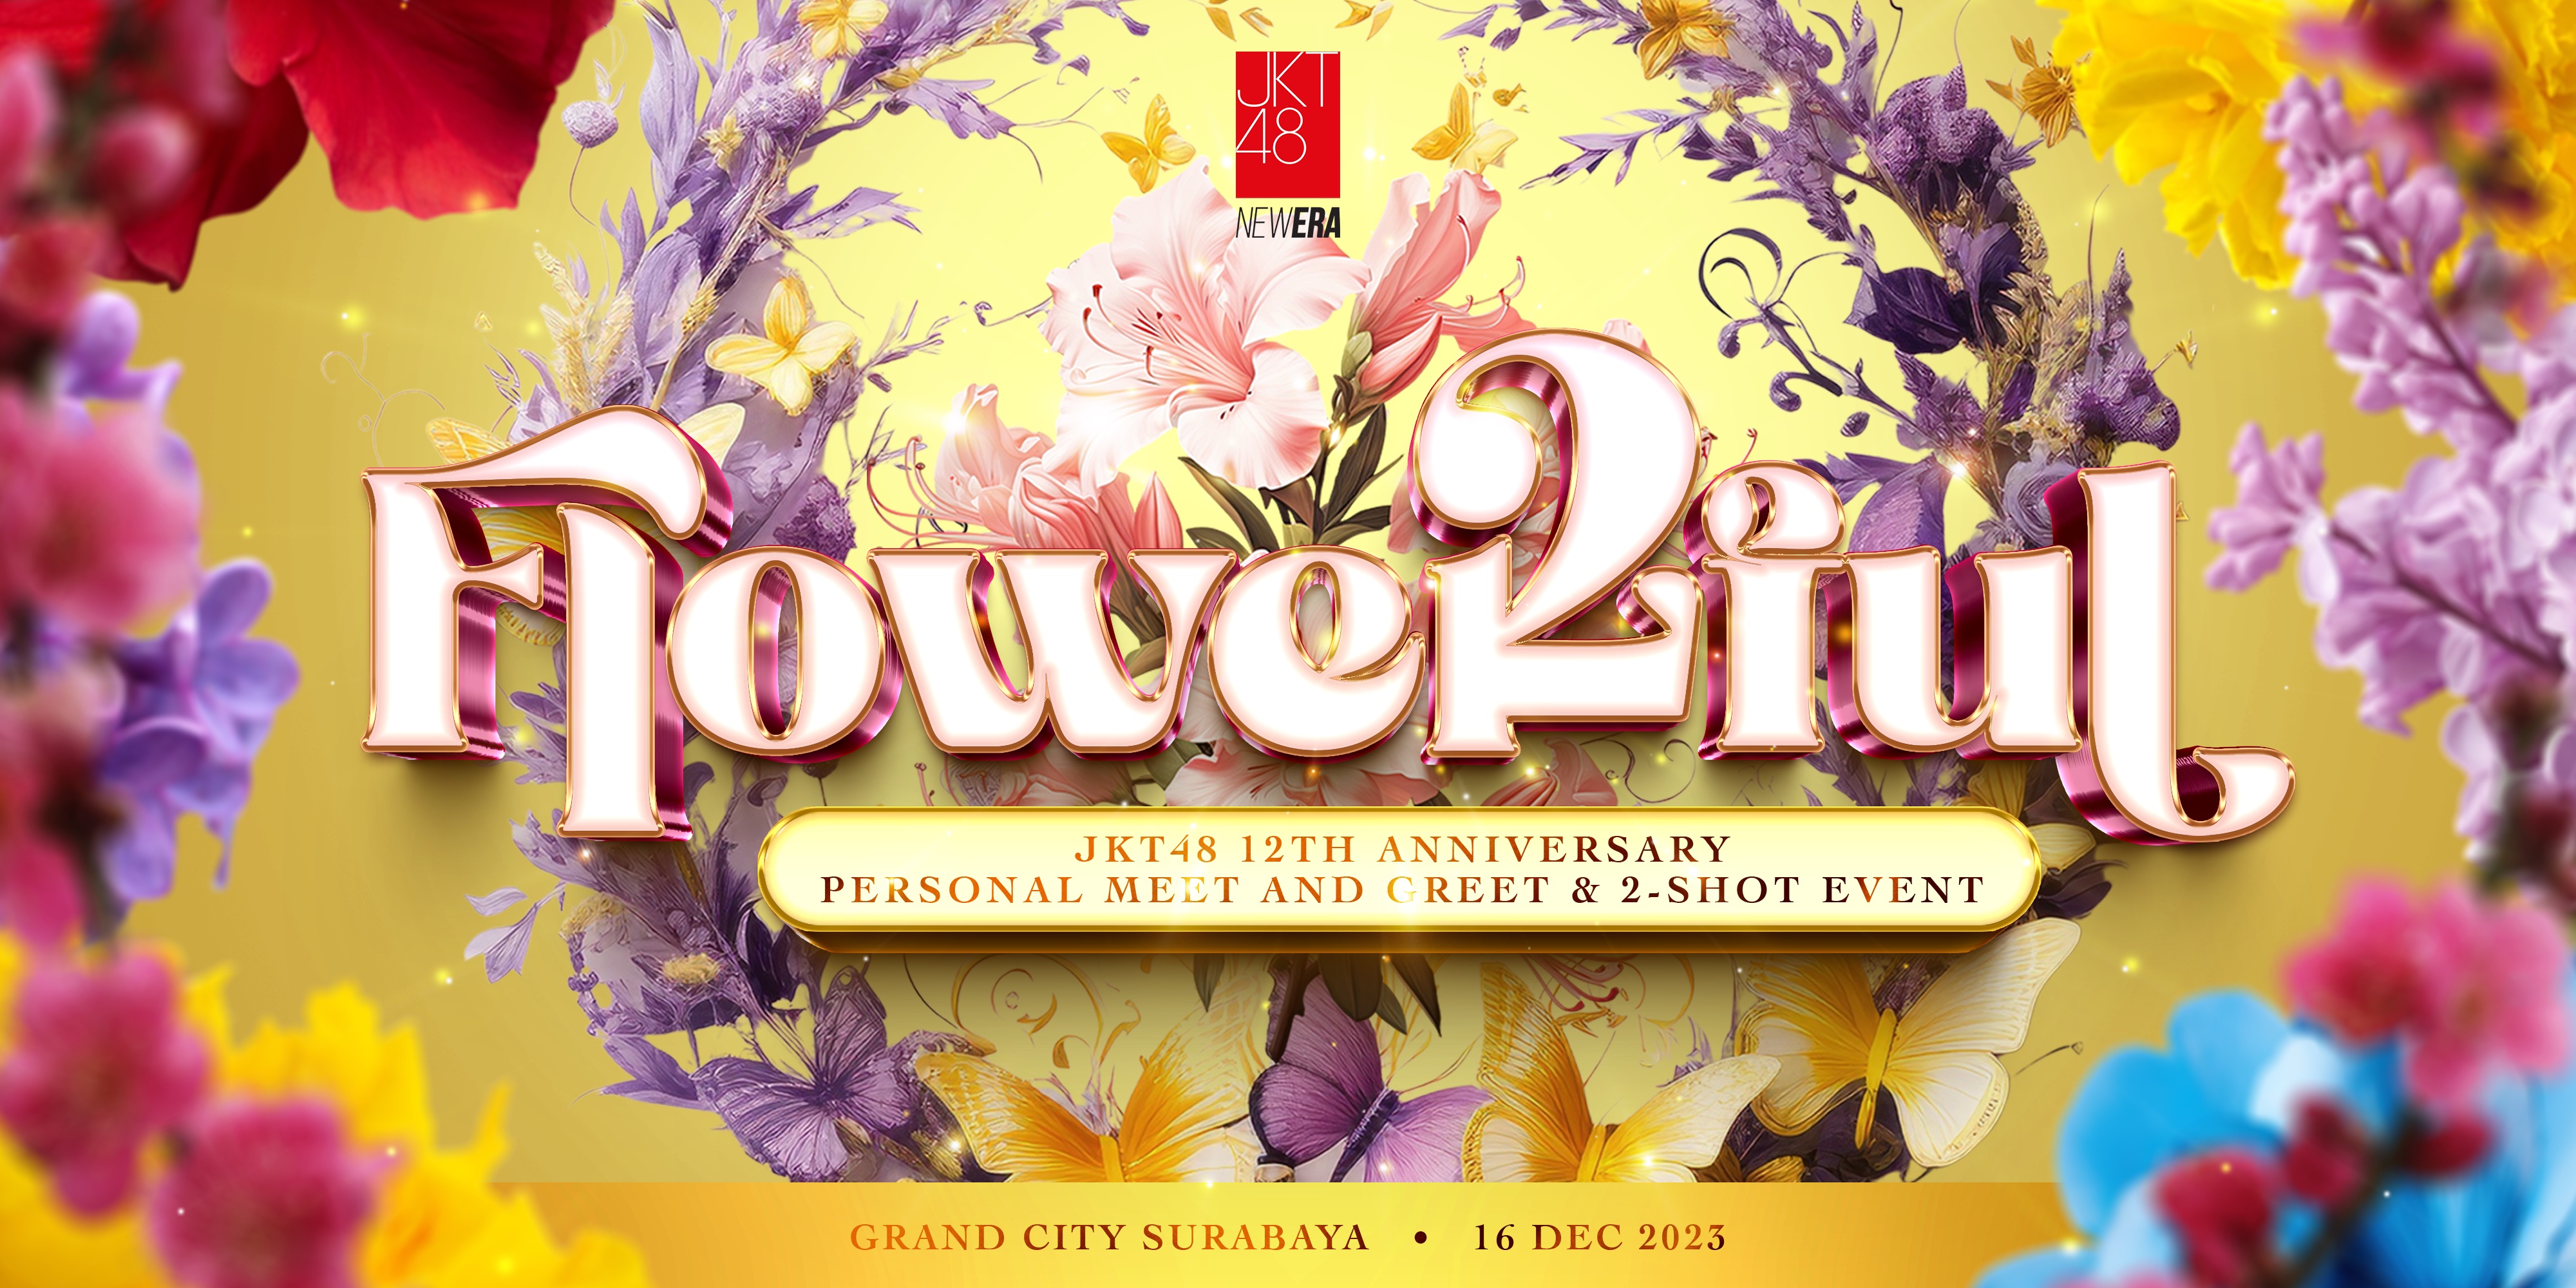 JKT
48
NEWERA
Flowerful
JKT48 12TH ANNIVERSARY
PERSONAL MEET AND GREET & 2-SHOT EVENT
GRAND CITY SURABAYA • 16 DEC 2023